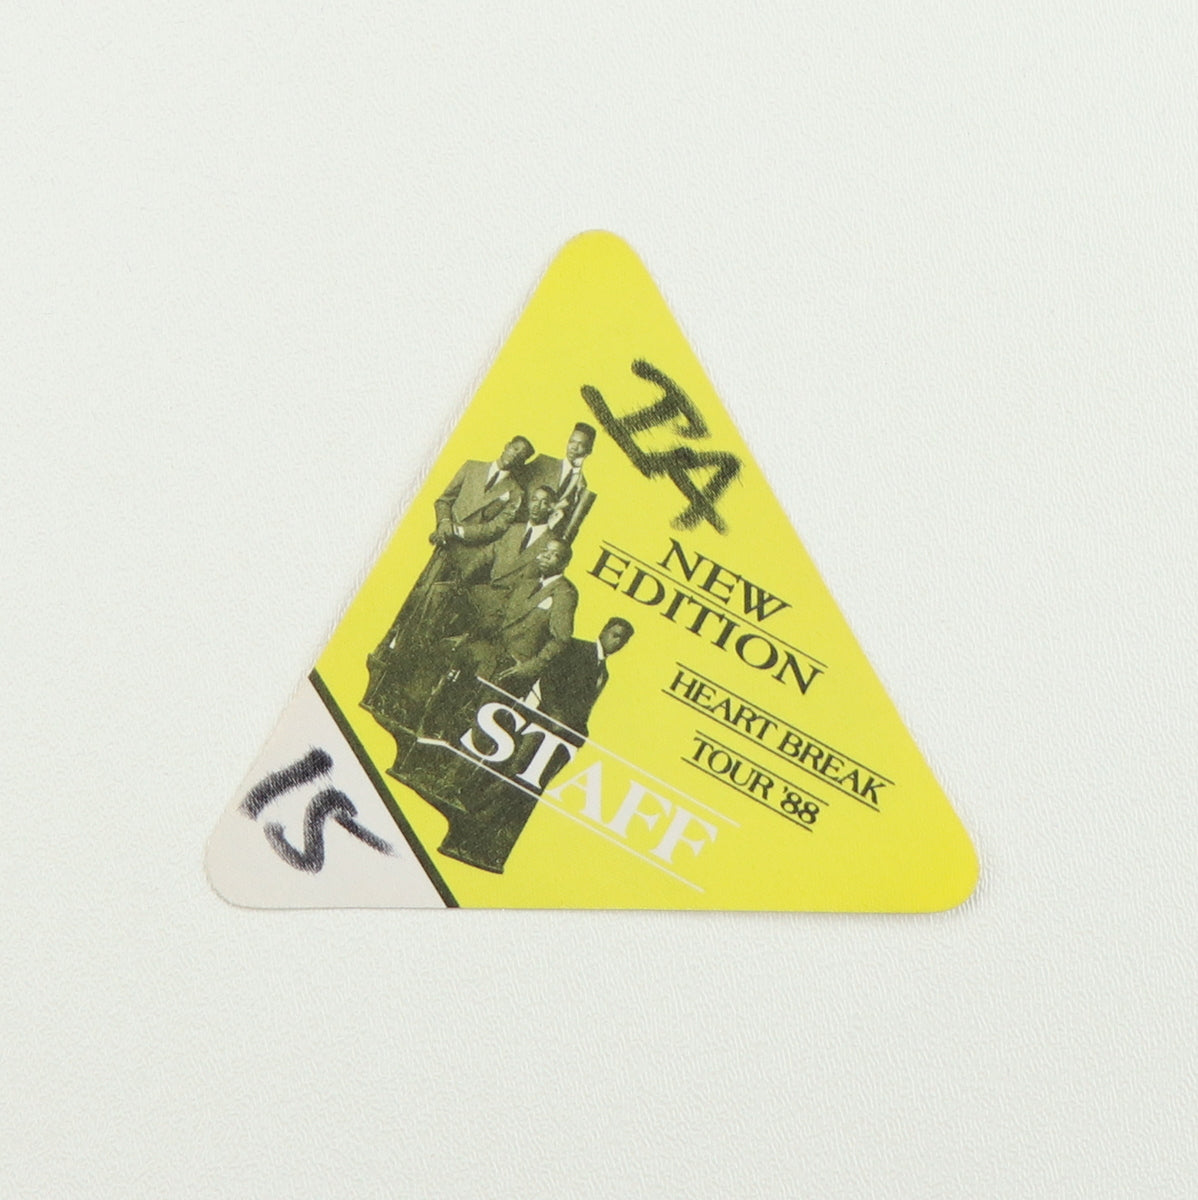 IA
NEW
EDITION
HEART BREAK
TOUR '88
STAFF
15